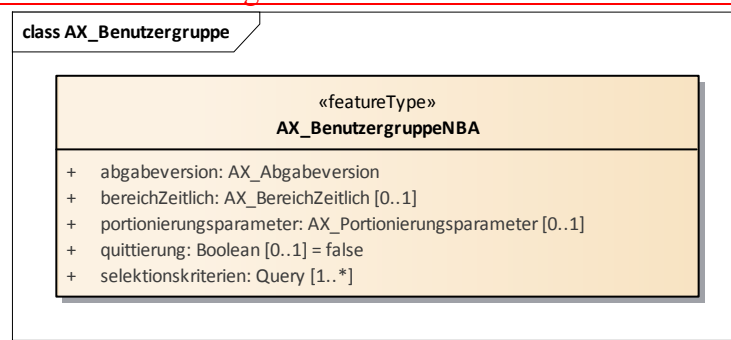 class AX_Benutzergruppe
«featureType»
AX_BenutzergruppeNBA
+ abgabeversion: AX_Abgabeversion
+ bereichZeitlich: AX_BereichZeitlich [0..1]
+ portionierungsparameter: AX_Portionierungsparameter [0..1]
+ quittierung: Boolean [0..1] = false
+ selektionskriterien: Query [1..*]